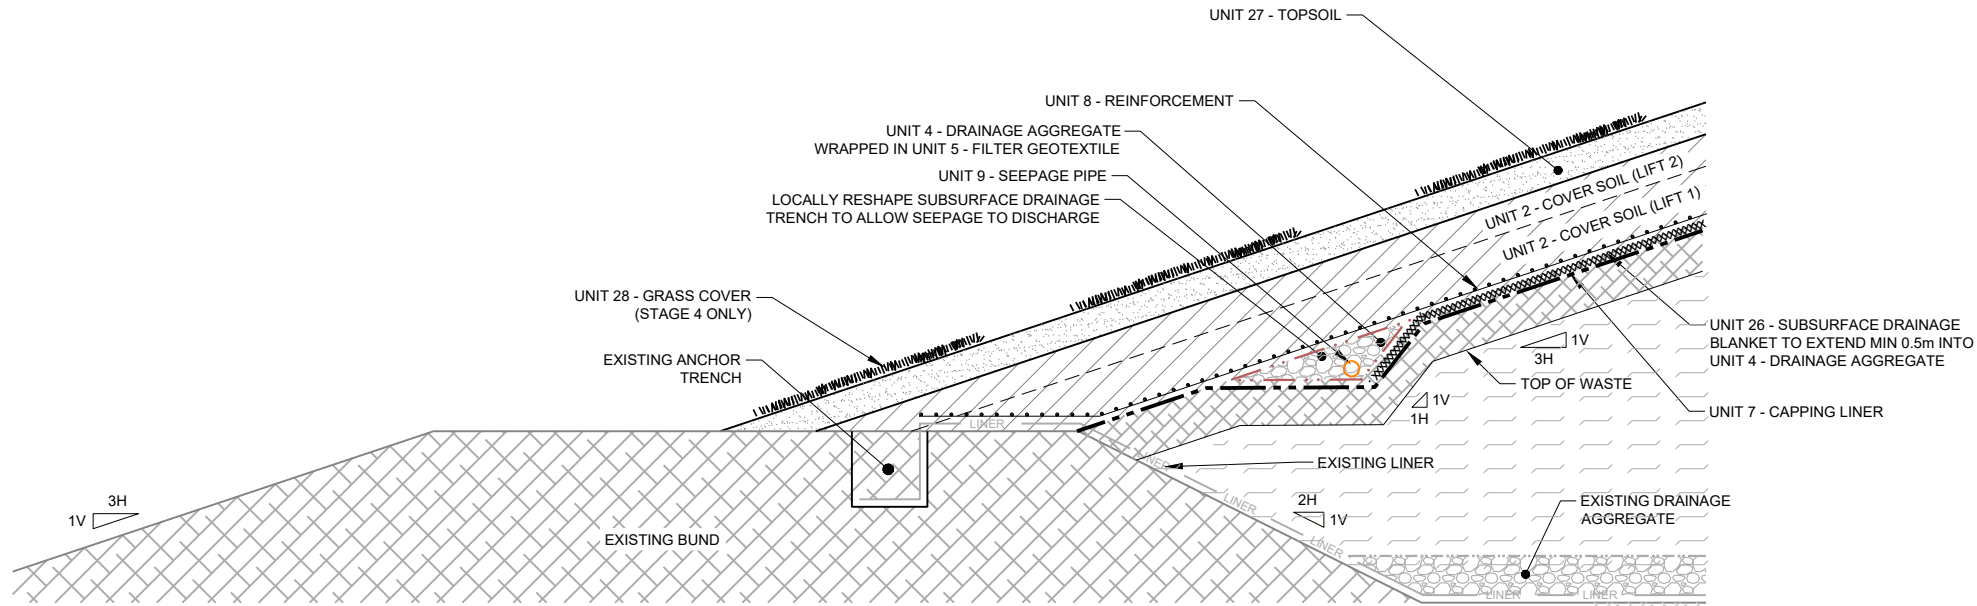 UNIT 27 - TOPSOIL
UNIT 8 - REINFORCEMENT
UNIT 4 - DRAINAGE AGGREGATE
WRAPPED IN UNIT 5 - FILTER GEOTEXTILE
UNIT 9 - SEEPAGE PIPE
LOCALLY RESHAPE SUBSURFACE DRAINAGE
TRENCH TO ALLOW SEEPAGE TO DISCHARGE
UNIT 2 - COVER SOIL (LIFT 2)
UNIT 2 - COVER SOIL (LIFT 1)
UNIT 28 - GRASS COVER
(STAGE 4 ONLY)
EXISTING ANCHOR
TRENCH
UNIT 26 - SUBSURFACE DRAINAGE
BLANKET TO EXTEND MIN 0.5m INTO
UNIT 4 - DRAINAGE AGGREGATE
1V
3H
TOP OF WASTE
1V
1H
UNIT 7 - CAPPING LINER
LINER
LINER
EXISTING LINER
3H
1V
2H
1V
LINER
EXISTING DRAINAGE
AGGREGATE
EXISTING BUND
LINER
LINER
LINER